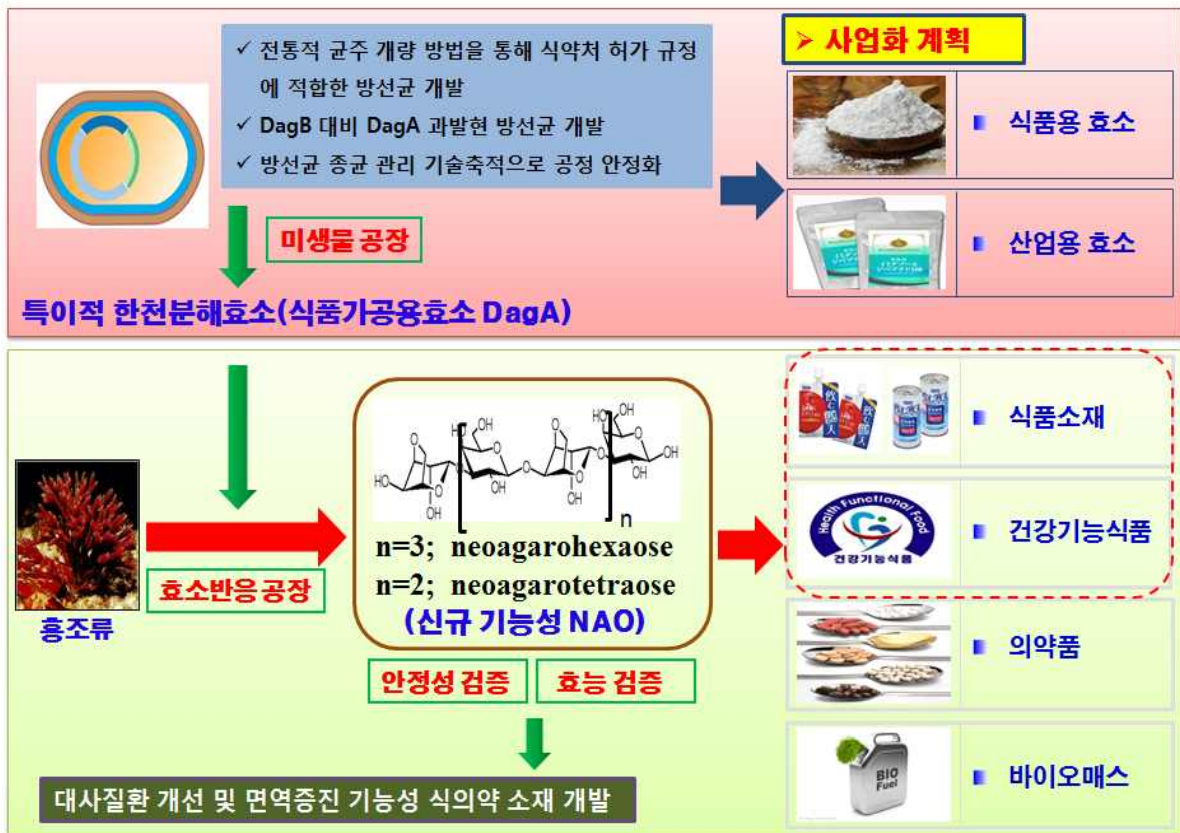 ✓ 전통적 균주 개량 방법을 통해 식약처 허가 규정
에 적합한 방선균 개발
✓ DagB 대비 DagA 과발현 방선균 개발
✓ 방선균 종균 관리 기술축적으로 공정 안정화
➢ 사업화 계획
▪ 식품용 효소
▪ 산업용 효소
미생물 공장
특이적 한천분해효소(식품가공용효소 DagA)
홍조류
효소반응 공장
HO
O
OH
n
n=3; neoagarohexaose
n=2; neoagarotetraose
(신규 기능성 NAO)
안정성 검증
효능 검증
대사질환 개선 및 면역증진 기능성 식의약 소재 개발
▪ 식품소재
Health Functional Food
건강기능식품
▪ 건강기능식품
▪ 의약품
BIO
Fuel
▪ 바이오매스